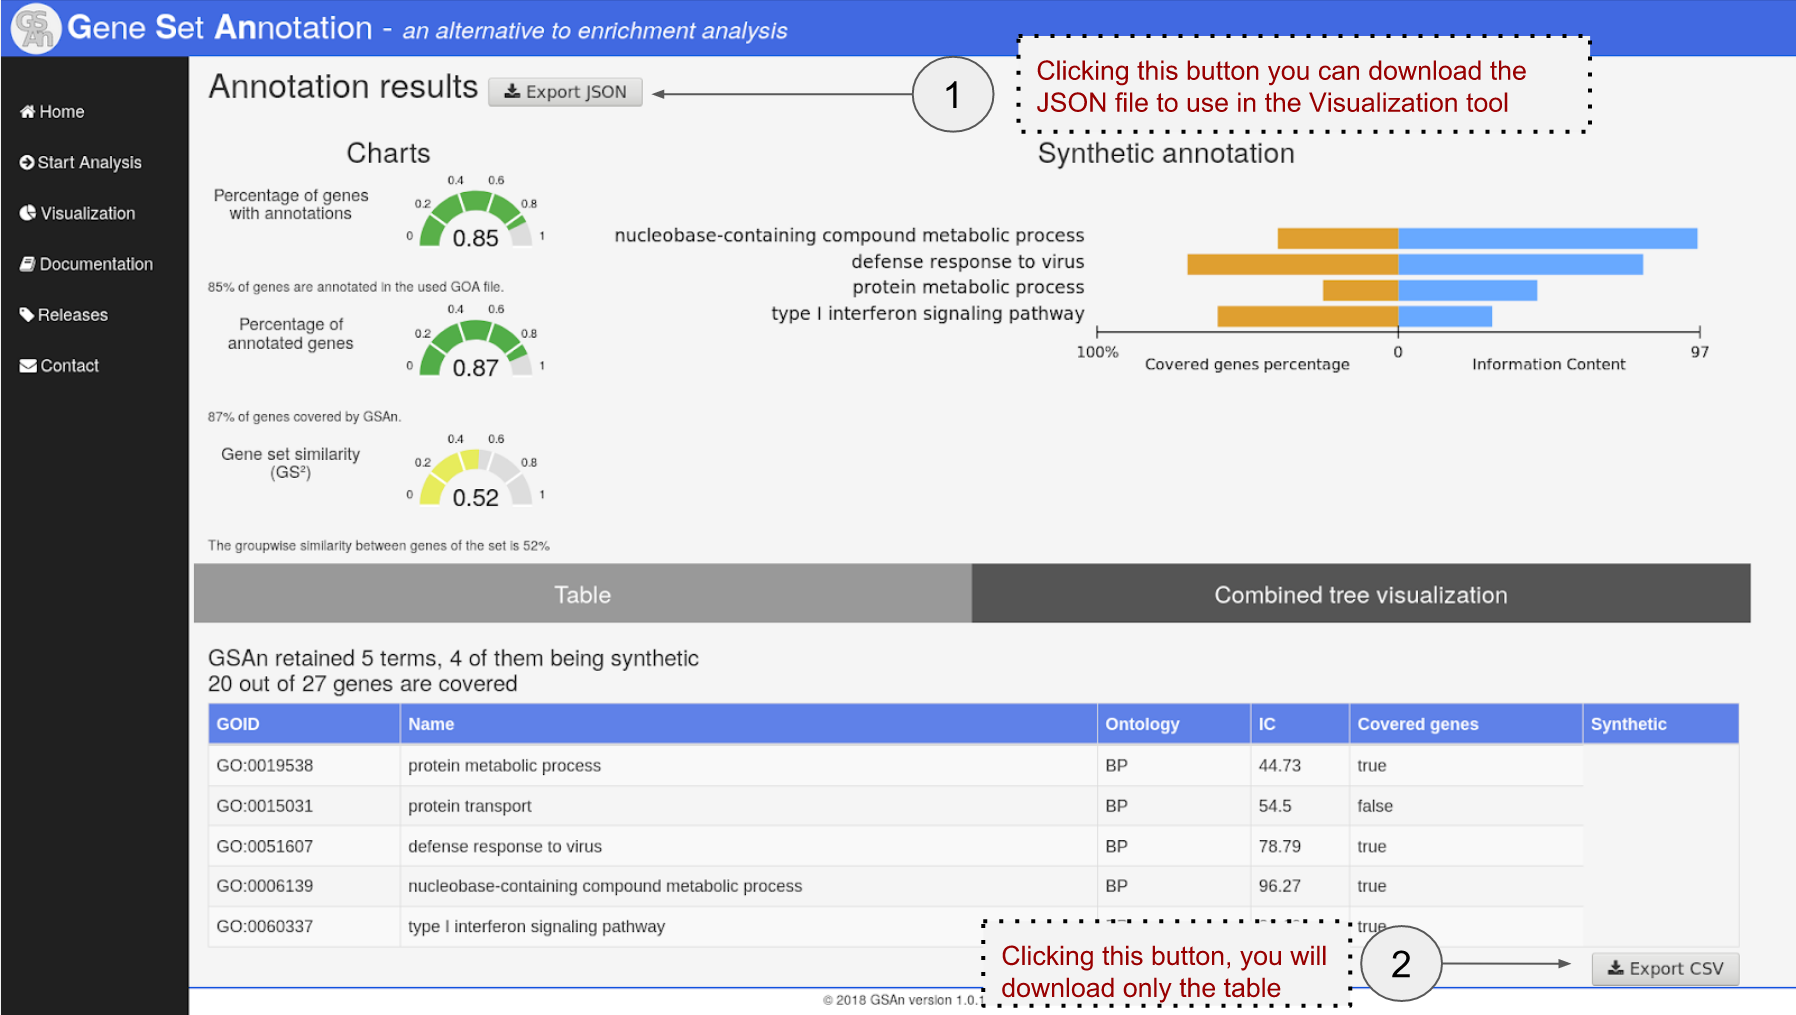 GSAn
Gene Set Annotation - an alternative to enrichment analysis
Home
Start Analysis
Visualization
Documentation
Releases
Contact
Annotation results
Export JSON
1
Clicking this button you can download the
JSON file to use in the Visualization tool
Charts
Percentage of genes
with annotations
0 0.2 0.4 0.6 0.8 1
0.85
85% of genes are annotated in the used GOA file.
Percentage of
annotated genes
0 0.2 0.4 0.6 0.8 1
0.87
87% of genes covered by GSAn.
Gene set similarity
(GS²)
0 0.2 0.4 0.6 0.8 1
0.52
The groupwise similarity between genes of the set is 52%
Synthetic annotation
nucleobase-containing compound metabolic process
defense response to virus
protein metabolic process
type I interferon signaling pathway
100% 0 97
Covered genes percentage Information Content
Table
Combined tree visualization
GSAn retained 5 terms, 4 of them being synthetic
20 out of 27 genes are covered
GOID Name Ontology IC Covered genes Synthetic
GO:0019538 protein metabolic process BP 44.73 true
GO:0015031 protein transport BP 54.5 false
GO:0051607 defense response to virus BP 78.79 true
GO:0006139 nucleobase-containing compound metabolic process BP 96.27 true
GO:0060337 type I interferon signaling pathway true
Clicking this button, you will
download only the table
2
Export CSV
© 2018 GSAn version 1.0.1